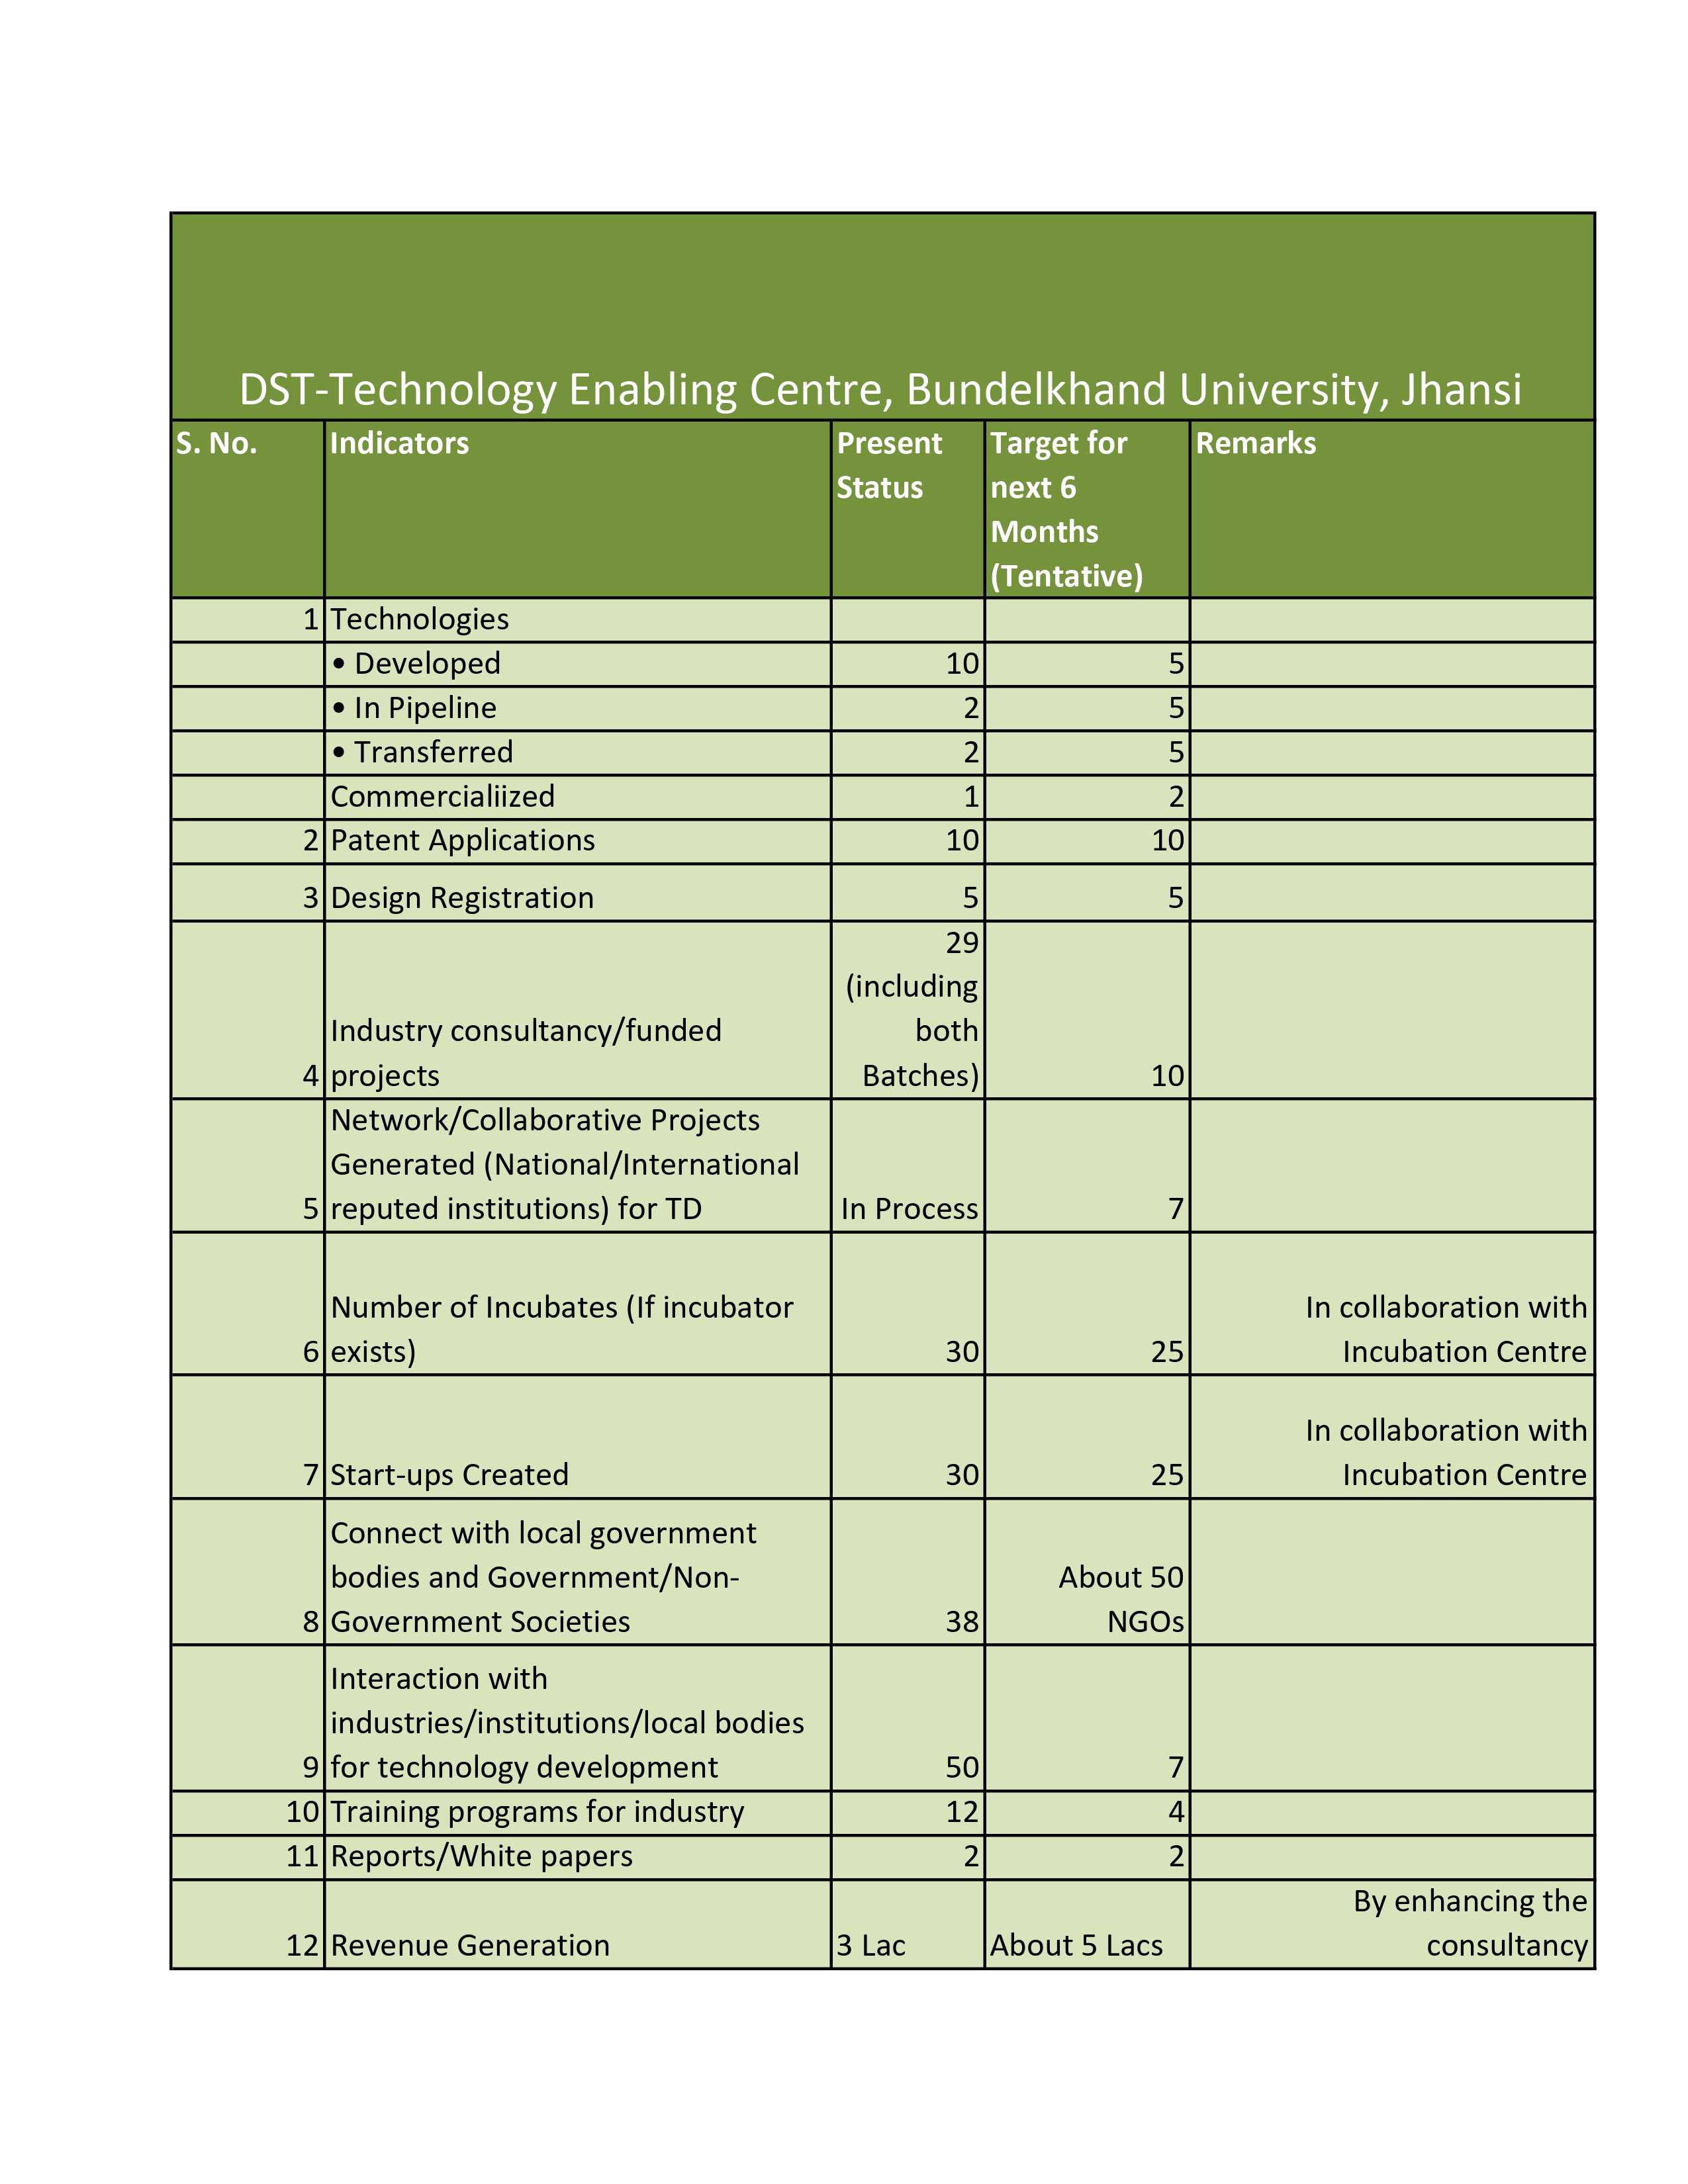 DST-Technology Enabling Centre, Bundelkhand University, Jhansi
S. No. Indicators Present Status Target for next 6 Months (Tentative) Remarks
1 Technologies
• Developed 10 5
• In Pipeline 2 5
• Transferred 2 5
Commercialiized 1 2
2 Patent Applications 10 10
3 Design Registration 5 5
4 Industry consultancy/funded projects 29 (including both Batches) 10
5 Network/Collaborative Projects Generated (National/International reputed institutions) for TD In Process 7
6 Number of Incubates (If incubator exists) 30 25 In collaboration with Incubation Centre
7 Start-ups Created 30 25 In collaboration with Incubation Centre
8 Connect with local government bodies and Government/Non-Government Societies 38 About 50 NGOs
9 Interaction with industries/institutions/local bodies for technology development 50 7
10 Training programs for industry 12 4
11 Reports/White papers 2 2
12 Revenue Generation 3 Lac About 5 Lacs By enhancing the consultancy